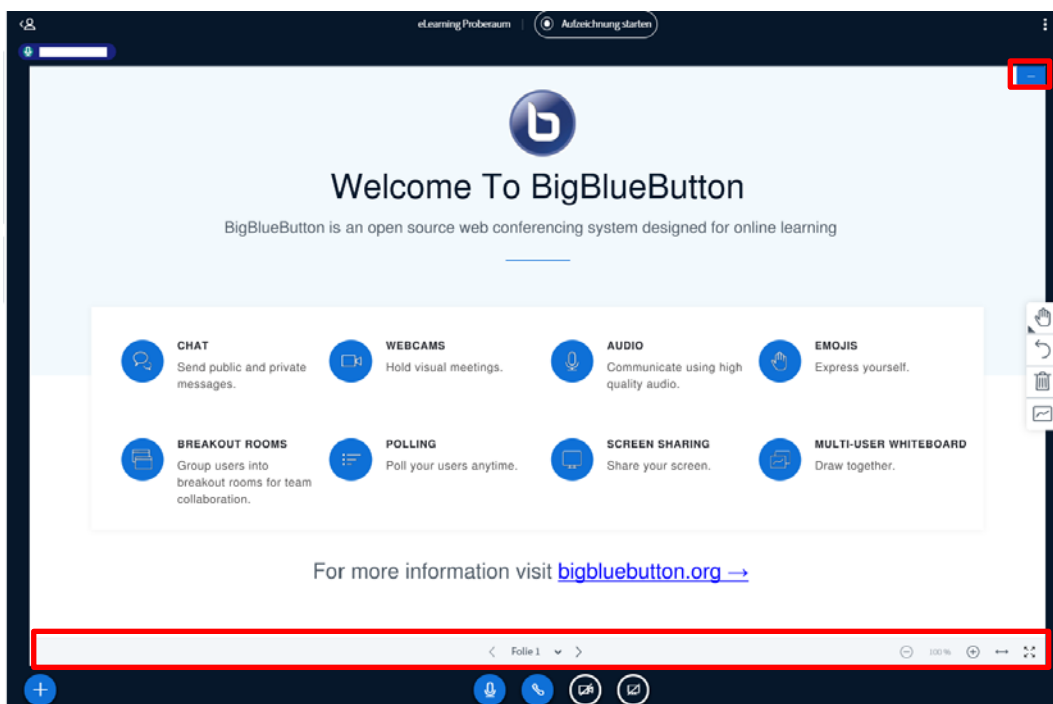 eLearning Proberaum
Aufzeichnung starten
b
Welcome To BigBlueButton
BigBlueButton is an open source web conferencing system designed for online learning
CHAT
Send public and private
messages.
WEBCAMS
Hold visual meetings.
AUDIO
Communicate using high
quality audio.
EMOJIS
Express yourself.
BREAKOUT ROOMS
Group users into
breakout rooms for team
collaboration.
POLLING
Poll your users anytime.
SCREEN SHARING
Share your screen.
MULTI-USER WHITEBOARD
Draw together.
For more information visit bigbluebutton.org →
Folie 1
100 %